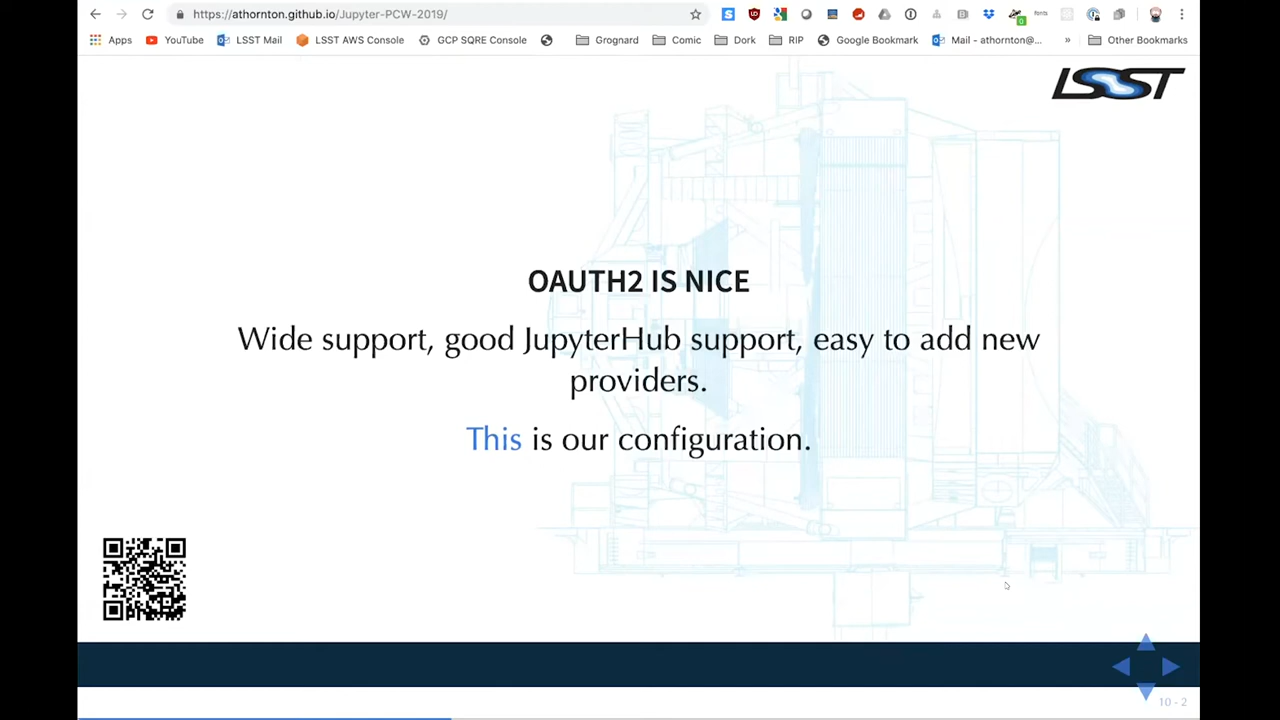 https://athornton.github.io/Jupyter-PCW-2019/
Apps YouTube LSST Mail LSST AWS Console GCP SQRE Console Grognard Comic Dork RIP Google Bookmark Mail - athornton@... » Other Bookmarks
LSST
OAUTH2 IS NICE
Wide support, good JupyterHub support, easy to add new
providers.
This is our configuration.
10 - 2